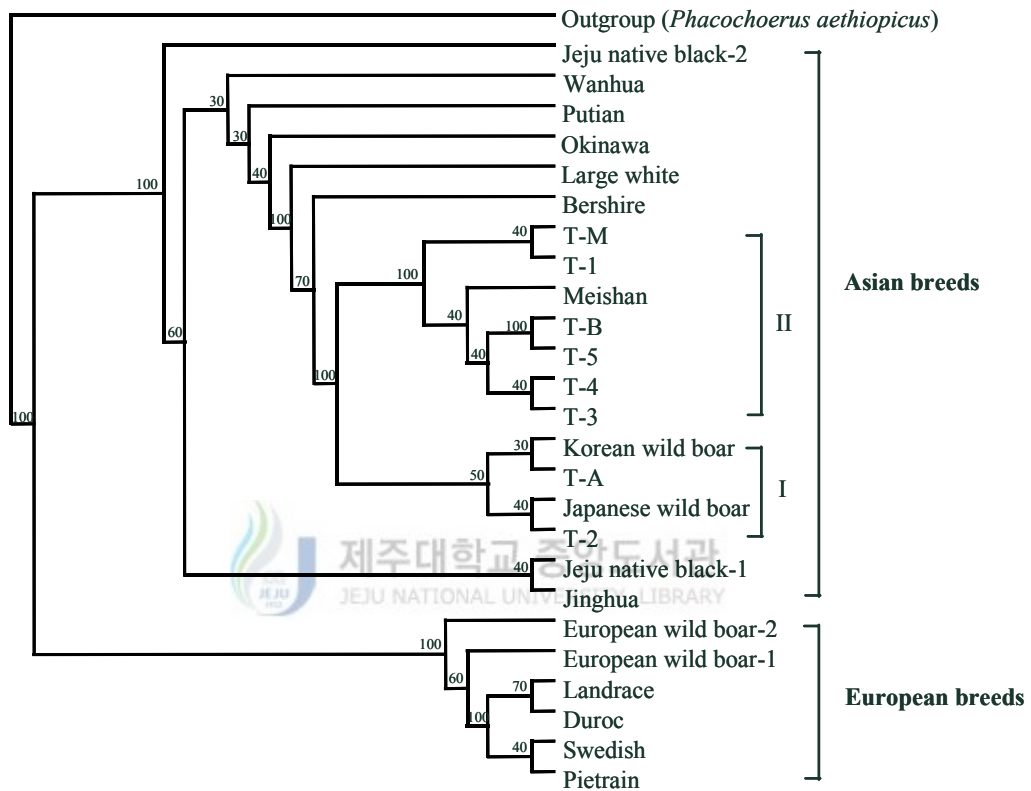 Outgroup (Phacochoerus aethiopicus)
Jeju native black-2
Wanhua
30
Putian
30
Okinawa
40
Large white
100
Bershire
70
T-M
40
T-1
100
Meishan
40
T-B
100
T-5
40
T-4
40
T-3
100
II
Asian breeds
Korean wild boar
30
T-A
50
Japanese wild boar
40
T-2
I
Jeju native black-1
40
Jinghua
60
100
100
European wild boar-2
100
European wild boar-1
60
Landrace
70
Duroc
100
Swedish
40
Pietrain
European breeds
제주대학교 중앙도서관
JEJU NATIONAL UNIVERSITY LIBRARY
JEJU
1952